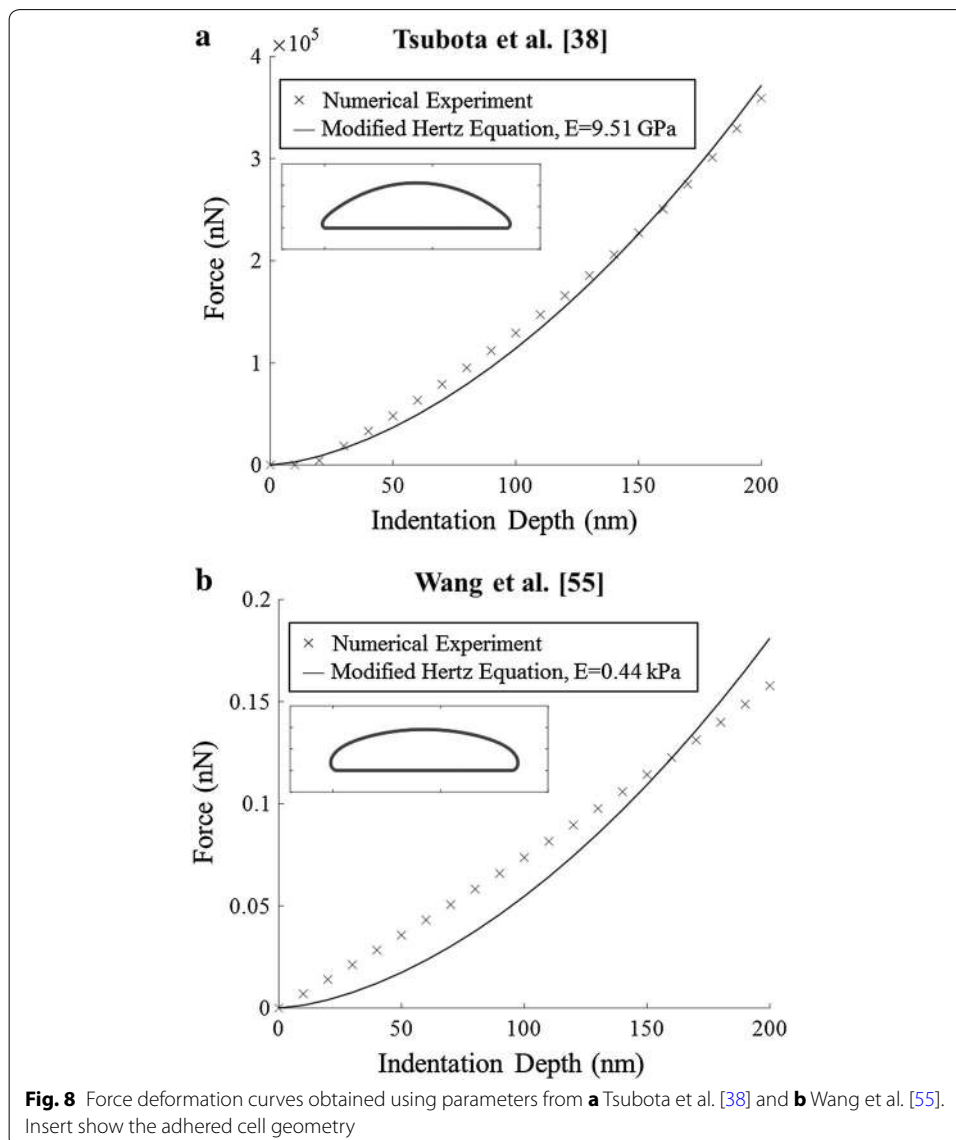 a
Tsubota et al. [38]
×10⁵
4
3
2
1
0
× Numerical Experiment
— Modified Hertz Equation, E=9.51 GPa
Force (nN)
0 50 100 150 200
Indentation Depth (nm)
b
Wang et al. [55]
0.2
0.15
0.1
0.05
0
× Numerical Experiment
— Modified Hertz Equation, E=0.44 kPa
Force (nN)
0 50 100 150 200
Indentation Depth (nm)
Fig. 8 Force deformation curves obtained using parameters from a Tsubota et al. [38] and b Wang et al. [55].
Insert show the adhered cell geometry